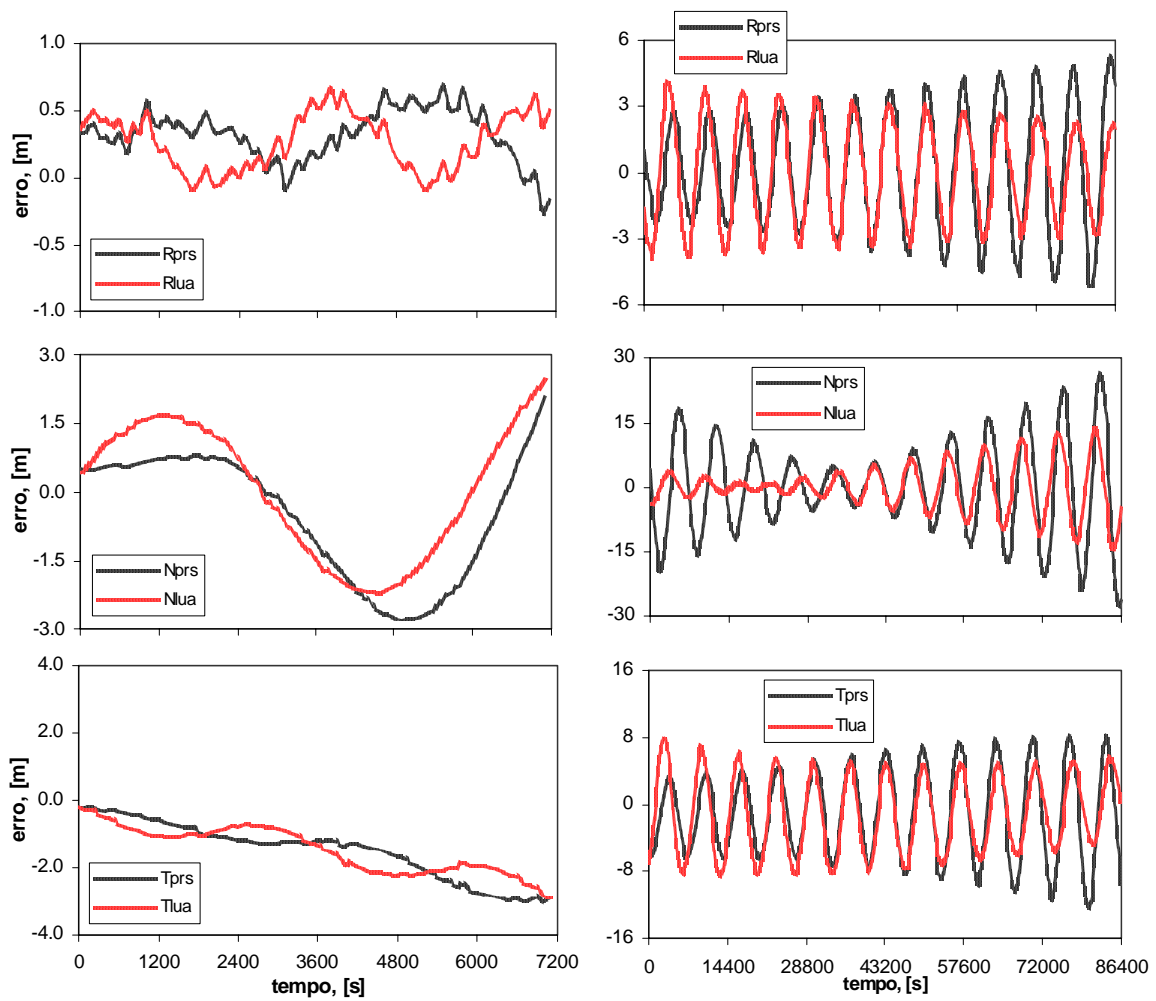 1.0
0.5
0.0
-0.5
-1.0
erro, [m]
Rprs
Rlua
6
3
0
-3
-6
Rprs
Rlua
3.0
1.5
0.0
-1.5
-3.0
erro, [m]
Nprs
Nlua
30
15
0
-15
-30
Nprs
Nlua
4.0
2.0
0.0
-2.0
-4.0
erro, [m]
Tprs
Tlua
0 1200 2400 3600 4800 6000 7200
tempo, [s]
16
8
0
-8
-16
Tprs
Tlua
0 14400 28800 43200 57600 72000 86400
tempo, [s]